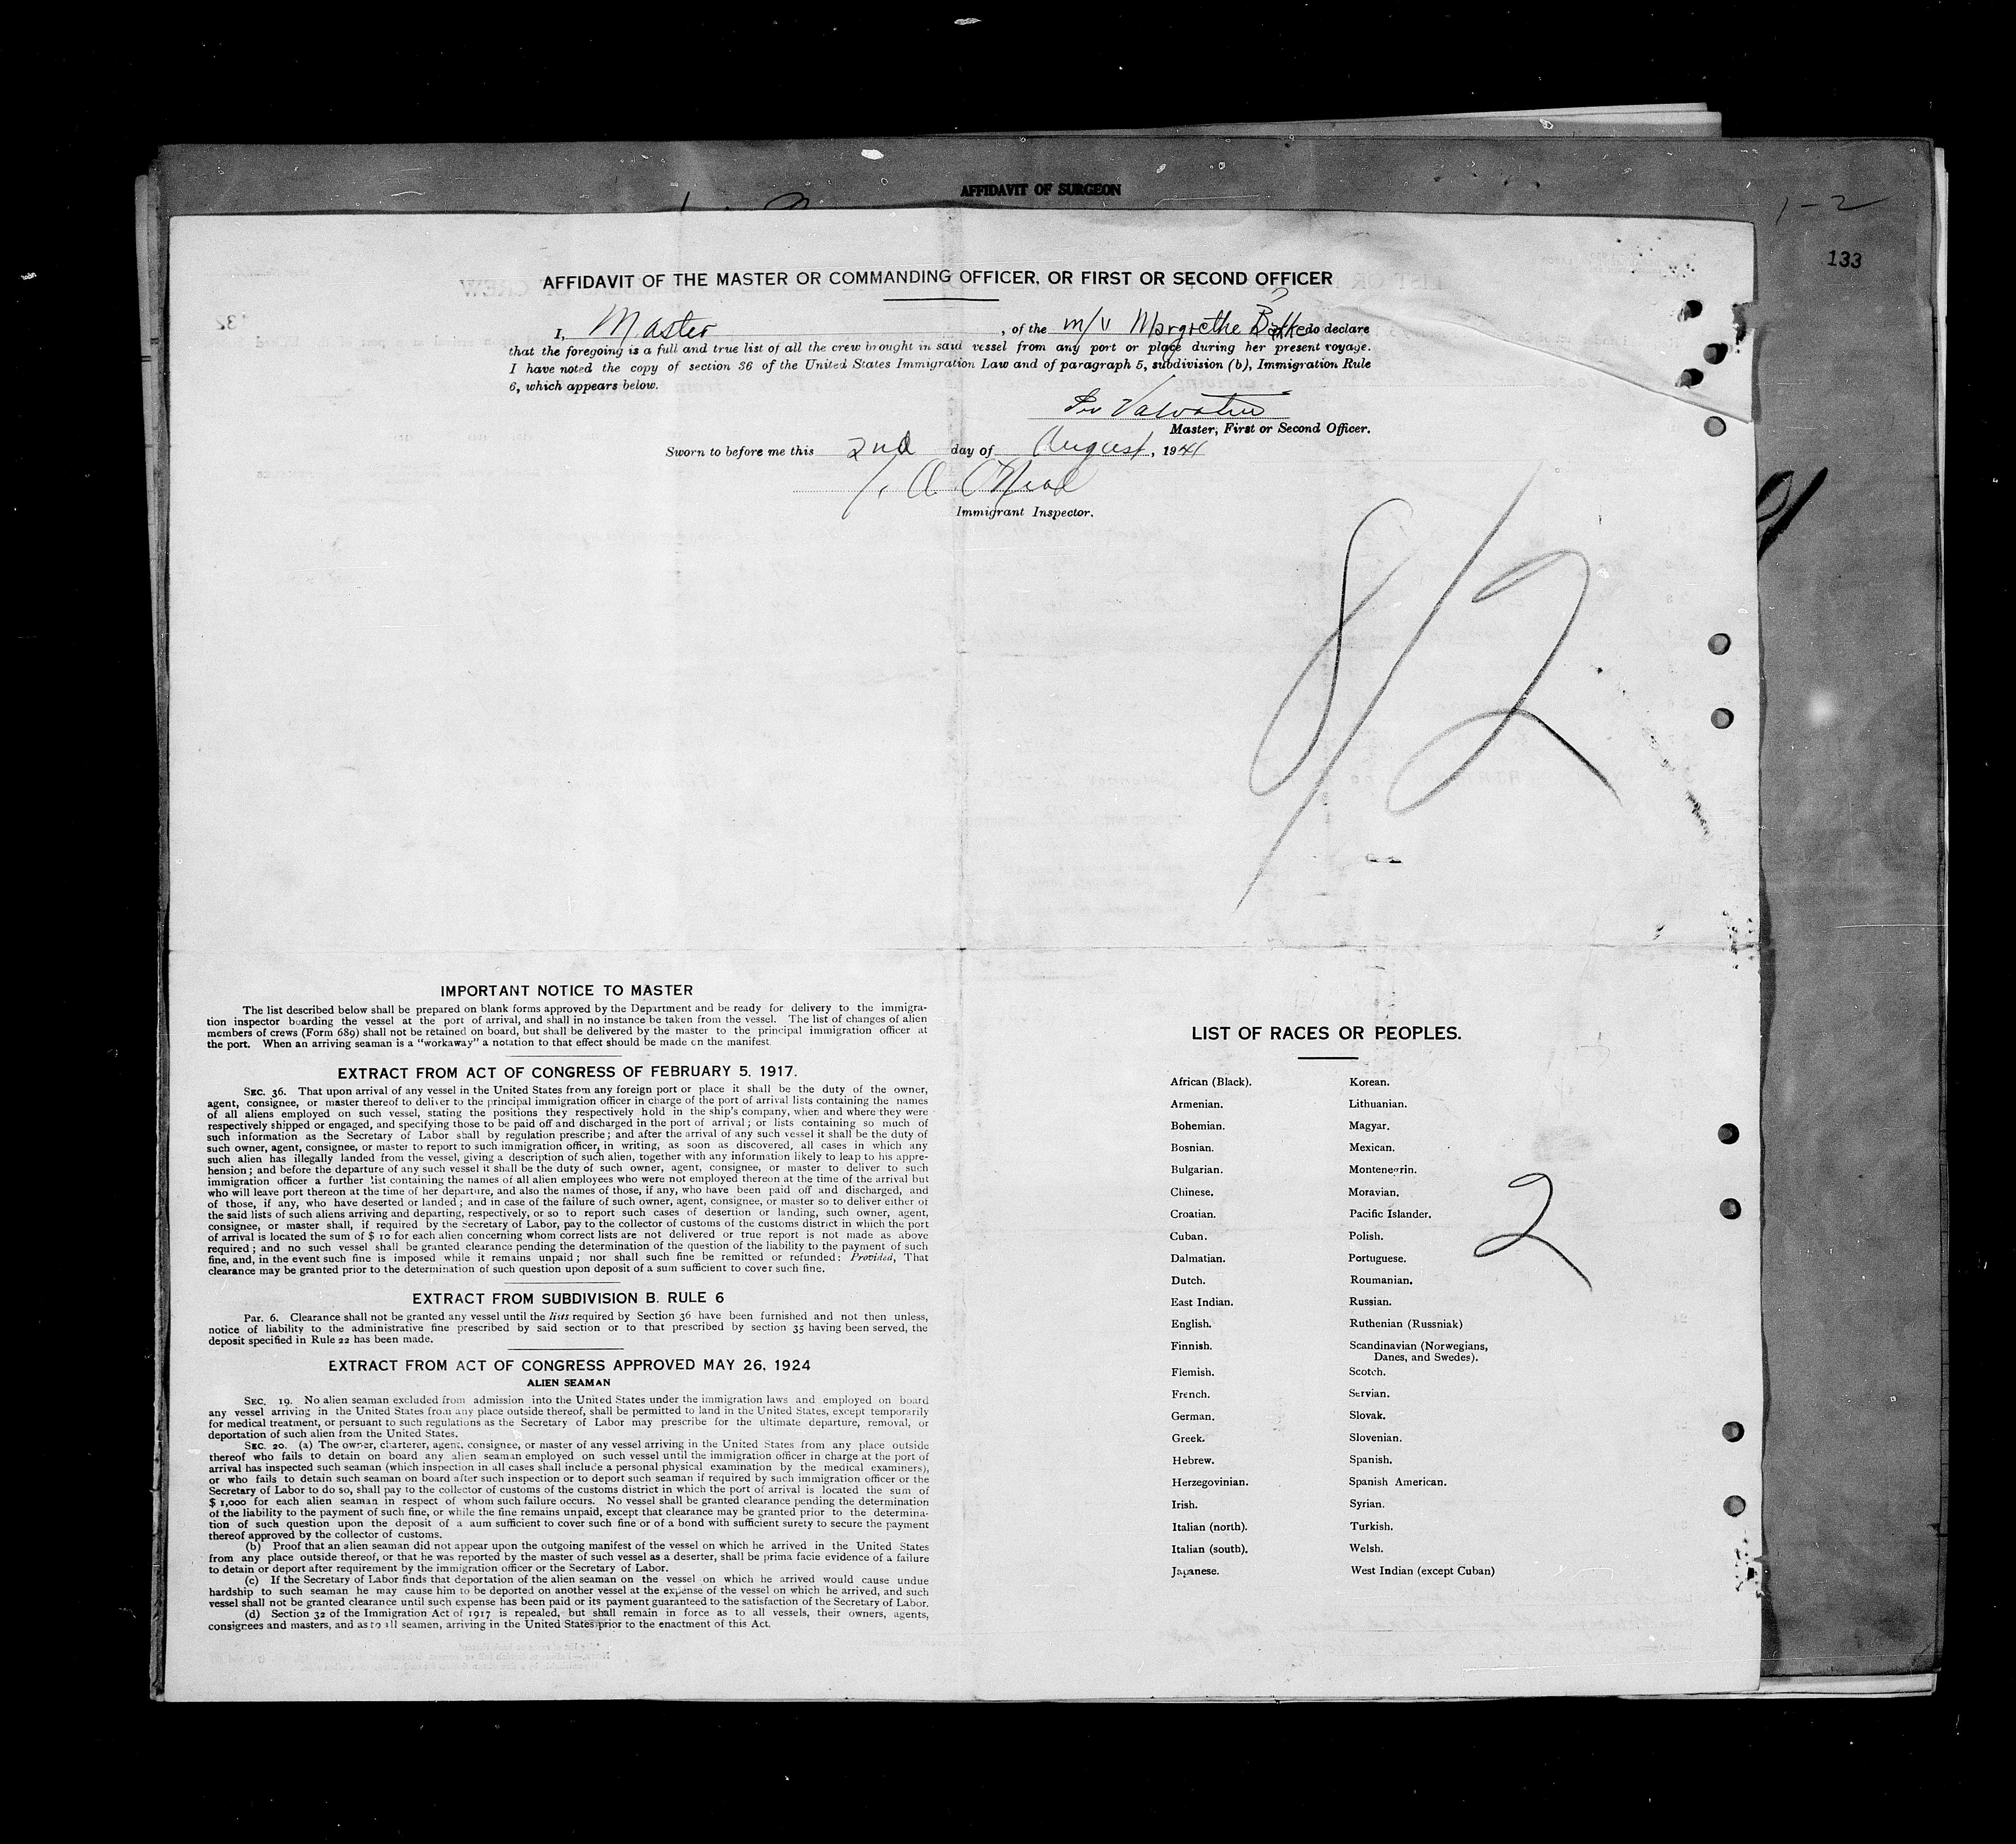 AFFIDAVIT OF SURGEON
1-2
133
AFFIDAVIT OF THE MASTER OR COMMANDING OFFICER, OR FIRST OR SECOND OFFICER
I, Master, of the m/v Margrethe Bakke do declare
that the foregoing is a full and true list of all the crew brought in said vessel from any port or place during her present voyage.
I have noted the copy of section 36 of the United States Immigration Law and of paragraph 5, subdivision (b), Immigration Rule
6, which appears below.
Master, First or Second Officer.
Sworn to before me this 2nd day of August, 1941
Immigrant Inspector.
8/2
IMPORTANT NOTICE TO MASTER
The list described below shall be prepared on blank forms approved by the Department and be ready for delivery to the immigra-
tion inspector boarding the vessel at the port of arrival, and shall in no instance be taken from the vessel. The list of changes of alien
members of crews (Form 689) shall not be retained on board, but shall be delivered by the master to the principal immigration officer at
the port. When an arriving seaman is a "workaway" a notation to that effect should be made on the manifest.
EXTRACT FROM ACT OF CONGRESS OF FEBRUARY 5, 1917.
SEC. 36. That upon arrival of any vessel in the United States from any foreign port or place it shall be the duty of the owner,
agent, consignee, or master thereof to deliver to the principal immigration officer in charge of the port of arrival lists containing the names
of all aliens employed on such vessel, stating the positions they respectively hold in the ship's company, when and where they were
respectively shipped or engaged, and specifying those to be paid off and discharged in the port of arrival; or lists containing so much of
such information as the Secretary of Labor shall by regulation prescribe; and after the arrival of any such vessel it shall be the duty of
such owner, agent, consignee, or master to report to such immigration officer, in writing, as soon as discovered, all cases in which any
such alien has illegally landed from the vessel, giving a description of such alien, together with any information likely to leap to his appre-
hension; and before the departure of any such vessel it shall be the duty of such owner, agent, consignee, or master to deliver to such
immigration officer a further list containing the names of all alien employees who were not employed thereon at the time of the arrival but
who will leave port thereon at the time of her departure, and also the names of those, if any, who have been paid off and discharged, and
of those, if any, who have deserted or landed; and in case of the failure of such owner, agent, consignee, or master so to deliver either of
the said lists of such aliens arriving and departing, respectively, or so to report such cases of desertion or landing, such owner, agent,
consignee, or master shall, if required by the Secretary of Labor, pay to the collector of customs of the customs district in which the port
of arrival is located the sum of $ 10 for each alien concerning whom correct lists are not delivered or true report is not made as above
required; and no such vessel shall be granted clearance pending the determination of the question of the liability to the payment of such
fine, and, in the event such fine is imposed while it remains unpaid; nor shall such fine be remitted or refunded: Provided, That
clearance may be granted prior to the determination of such question upon deposit of a sum sufficient to cover such fine.
EXTRACT FROM SUBDIVISION B. RULE 6
Par. 6. Clearance shall not be granted any vessel until the lists required by Section 36 have been furnished and not then unless,
notice of liability to the administrative fine prescribed by said section or to that prescribed by section 35 having been served, the
deposit specified in Rule 22 has been made.
EXTRACT FROM ACT OF CONGRESS APPROVED MAY 26, 1924
ALIEN SEAMAN
SEC. 19. No alien seaman excluded from admission into the United States under the immigration laws and employed on board
any vessel arriving in the United States from any place outside thereof, shall be permitted to land in the United States, except temporarily
for medical treatment, or persuant to such regulations as the Secretary of Labor may prescribe for the ultimate departure, removal, or
deportation of such alien from the United States.
SEC. 20. (a) The owner, charterer, agent, consignee, or master of any vessel arriving in the United States from any place outside
thereof who fails to detain on board any alien seaman employed on such vessel until the immigration officer in charge at the port of
arrival has inspected such seaman (which inspection in all cases shall include a personal physical examination by the medical examiners),
or who fails to detain such seaman on board after such inspection or to deport such seaman if required by such immigration officer or the
Secretary of Labor to do so, shall pay to the collector of customs of the customs district in which the port of arrival is located the sum of
$ 1,000 for each alien seaman in respect of whom such failure occurs. No vessel shall be granted clearance pending the determination
of the liability to the payment of such fine, or while the fine remains unpaid, except that clearance may be granted prior to the determina-
tion of such question upon the deposit of a aum sufficient to cover such fine or of a bond with sufficient surety to secure the payment
thereof approved by the collector of customs.
(b) Proof that an alien seaman did not appear upon the outgoing manifest of the vessel on which he arrived in the United States
from any place outside thereof, or that he was reported by the master of such vessel as a deserter, shall be prima facie evidence of a failure
to detain or deport after requirement by the immigration officer or the Secretary of Labor.
(c) If the Secretary of Labor finds that deportation of the alien seaman on the vessel on which he arrived would cause undue
hardship to such seaman he may cause him to be deported on another vessel at the expense of the vessel on which he arrived, and such
vessel shall not be granted clearance until such expense has been paid or its payment guaranteed to the satisfaction of the Secretary of Labor.
(d) Section 32 of the Immigration Act of 1917 is repealed, but shall remain in force as to all vessels, their owners, agents,
consignees and masters, and as to all seamen, arriving in the United States prior to the enactment of this Act.
LIST OF RACES OR PEOPLES.
African (Black). Korean.
Armenian. Lithuanian.
Bohemian. Magyar.
Bosnian. Mexican.
Bulgarian. Montenegrin.
Chinese. Moravian.
Croatian. Pacific Islander.
Cuban. Polish.
Dalmatian. Portuguese.
Dutch. Roumanian.
East Indian. Russian.
English. Ruthenian (Russniak)
Finnish. Scandinavian (Norwegians,
Danes, and Swedes).
Flemish. Scotch.
French. Servian.
German. Slovak.
Greek. Slovenian.
Hebrew. Spanish.
Herzegovinian. Spanish American.
Irish. Syrian.
Italian (north). Turkish.
Italian (south). Welsh.
Japanese. West Indian (except Cuban)
2